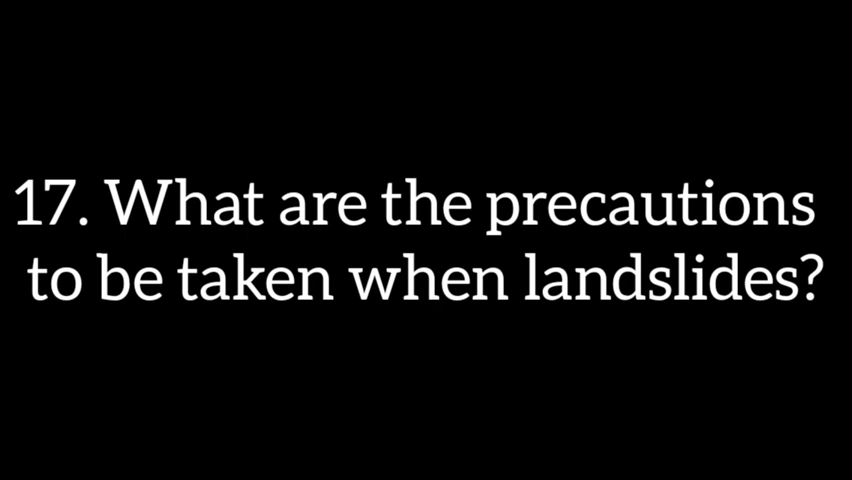 17. What are the precautions
to be taken when landslides?